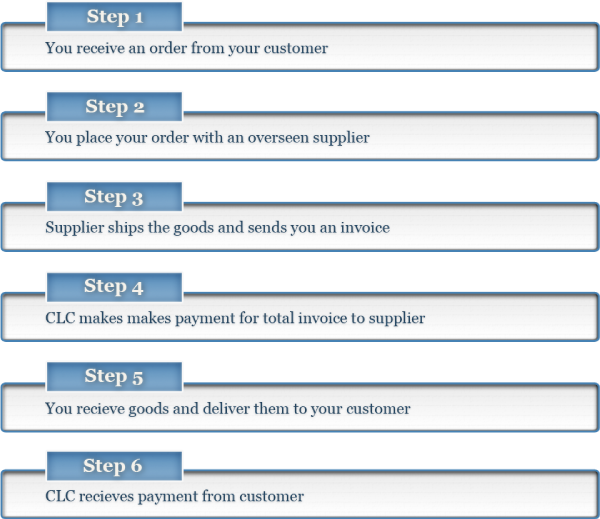 Step 1
You receive an order from your customer
Step 2
You place your order with an overseen supplier
Step 3
Supplier ships the goods and sends you an invoice
Step 4
CLC makes makes payment for total invoice to supplier
Step 5
You recieve goods and deliver them to your customer
Step 6
CLC recieves payment from customer